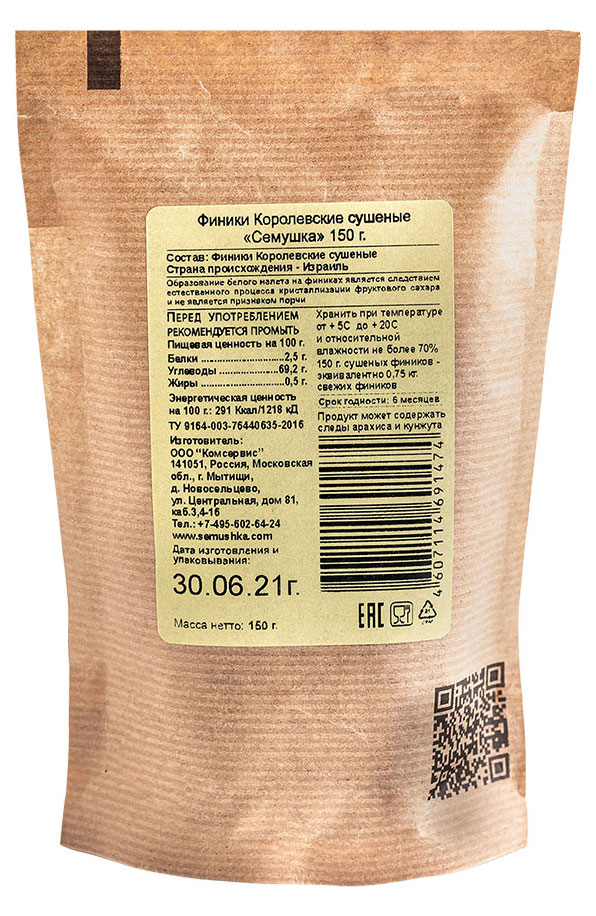 Финики Королевские сушеные
«Семушка» 150 г.
Состав: Финики Королевские сушеные
Страна происхождения - Израиль
Образование белого налета на финиках является следствием
естественного процесса кристаллизации фруктового сахара
и не является признаком порчи
ПЕРЕД УПОТРЕБЛЕНИЕМ
РЕКОМЕНДУЕТСЯ ПРОМЫТЬ
Пищевая ценность на 100 г.
Белки ........................ 2,5 г.
Углеводы ................. 69,2 г.
Жиры ........................ 0,5 г.
Энергетическая ценность
на 100 г.: 291 Ккал/1218 кД
ТУ 9164-003-76440635-2016
Изготовитель:
ООО "Комсервис"
141051, Россия, Московская
обл., г. Мытищи,
д. Новосельцево,
ул. Центральная, дом 81,
каб.3,4-16
Тел.: +7-495-602-64-24
www.semushka.com
Дата изготовления и
упаковывания:
30.06.21г.
Масса нетто: 150 г.
Хранить при температуре
от + 5С до +20С
и относительной
влажности не более 70%
150 г. сушеных фиников -
эквивалентно 0,75 кг.
свежих фиников
Срок годности: 6 месяцев
Продукт может содержать
следы арахиса и кунжута
4607114691474
EAC